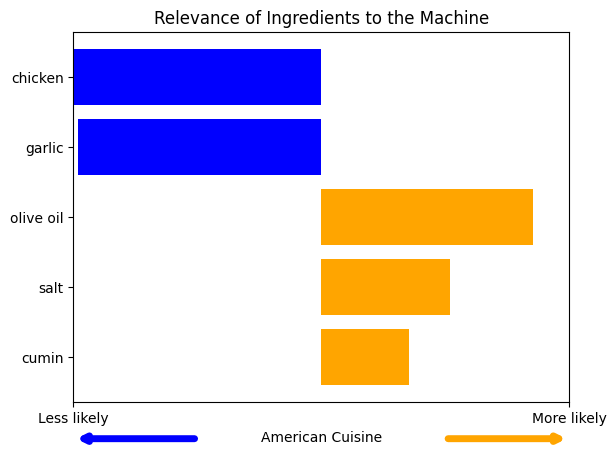 Relevance of Ingredients to the Machine
chicken
garlic
olive oil
salt
cumin
Less likely
More likely
American Cuisine